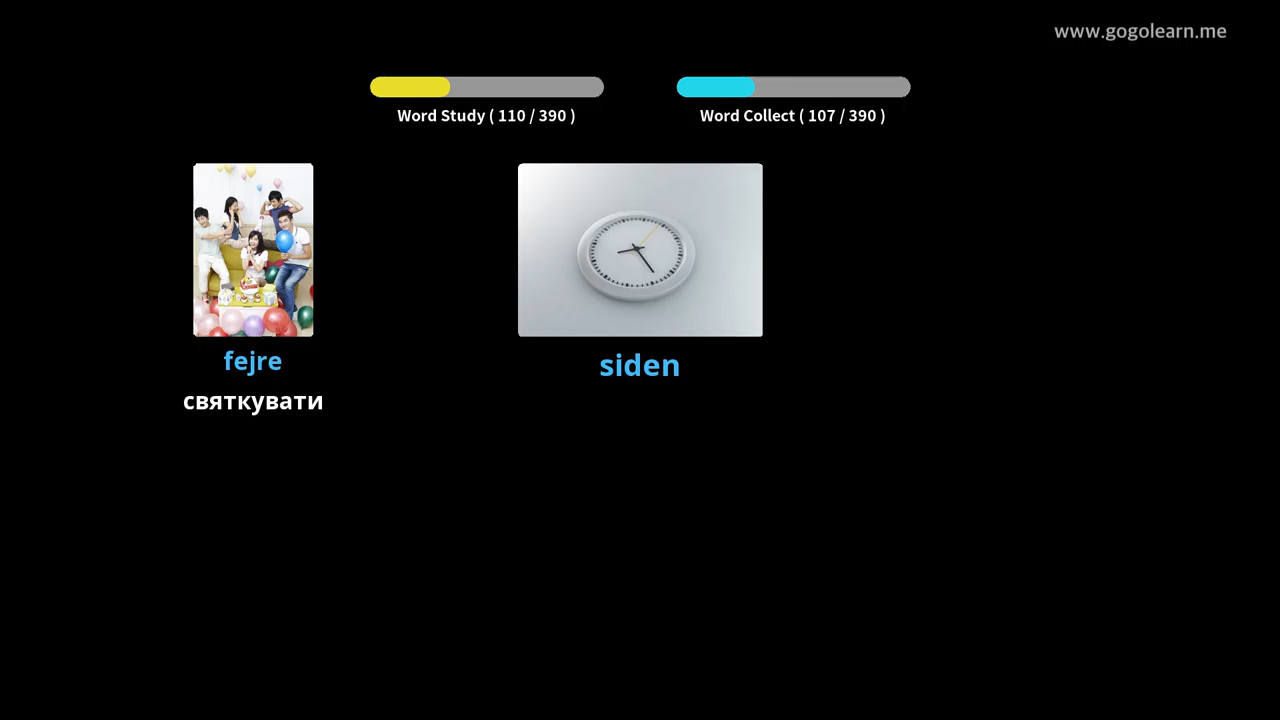 www.gogolearn.me
Word Study ( 110 / 390 )
Word Collect ( 107 / 390 )
fejre
святкувати
siden